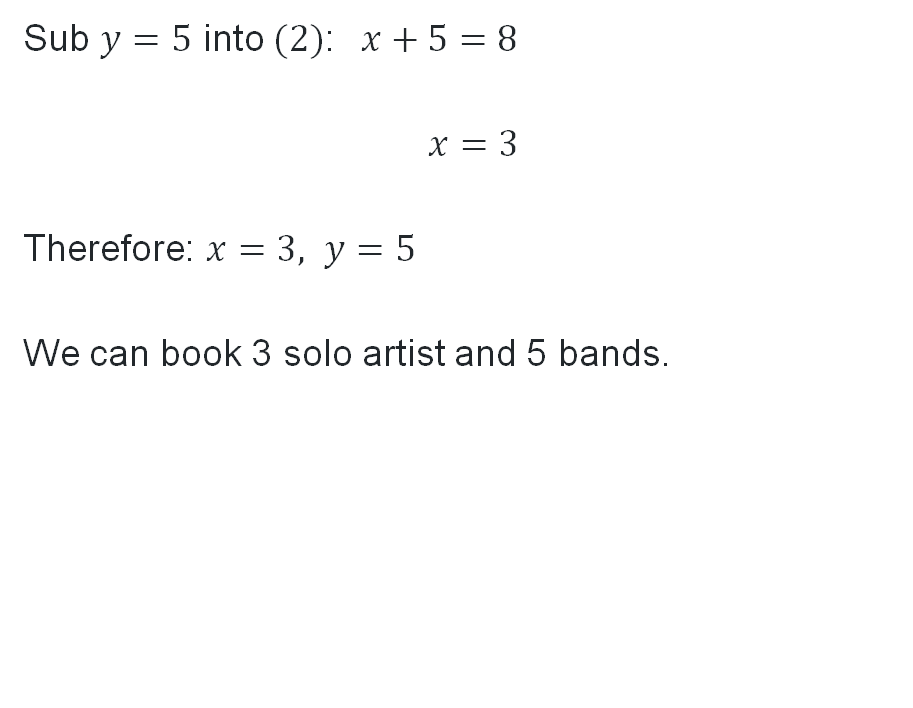 Sub y = 5 into (2): x + 5 = 8
x = 3
Therefore: x = 3, y = 5
We can book 3 solo artist and 5 bands.